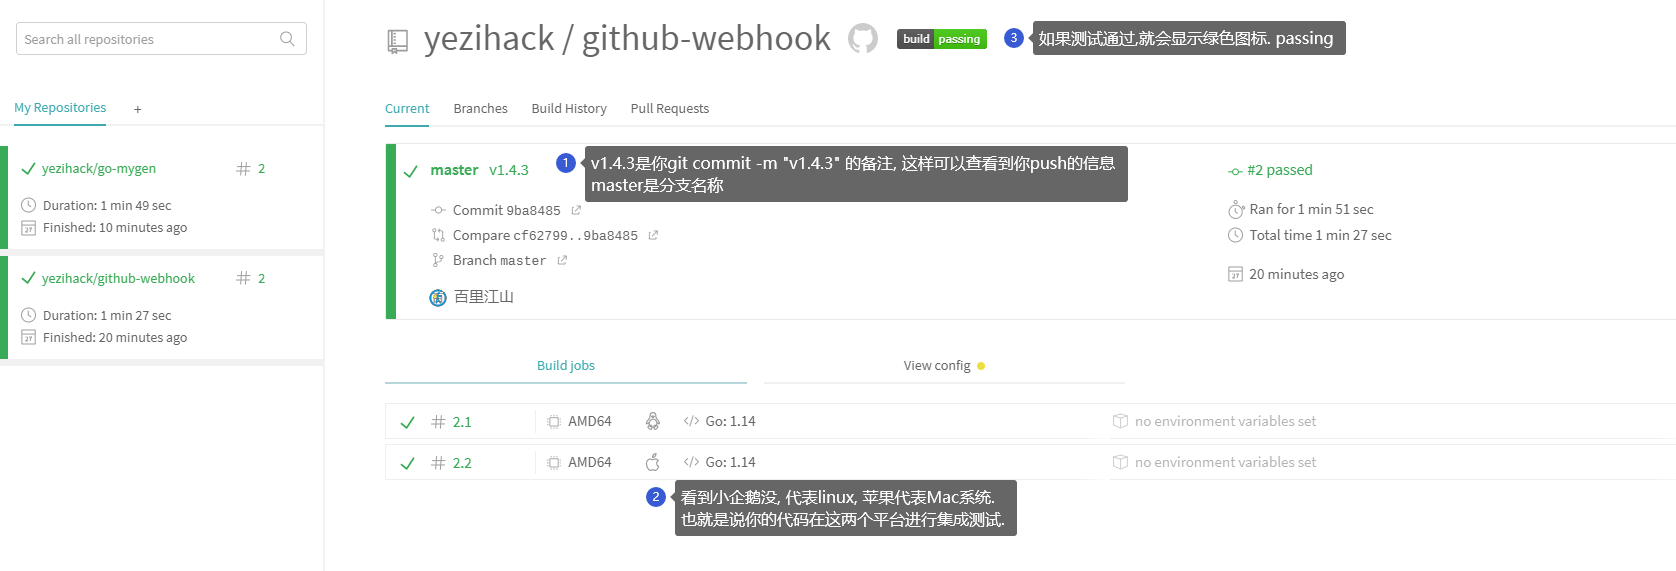 Search all repositories
My Repositories +
yezihack/go-mygen # 2
Duration: 1 min 49 sec
Finished: 10 minutes ago
yezihack/github-webhook # 2
Duration: 1 min 27 sec
Finished: 20 minutes ago
yezihack / github-webhook build passing
3 如果测试通过,就会显示绿色图标. passing
Current Branches Build History Pull Requests
master v1.4.3
1 v1.4.3是你git commit -m "v1.4.3" 的备注, 这样可以查看到你push的信息
master是分支名称
Commit 9ba8485
Compare cf62799..9ba8485
Branch master
百里江山
#2 passed
Ran for 1 min 51 sec
Total time 1 min 27 sec
20 minutes ago
Build jobs View config
# 2.1 AMD64 </> Go: 1.14 no environment variables set
# 2.2 AMD64 </> Go: 1.14 no environment variables set
2 看到小企鹅没, 代表linux, 苹果代表Mac系统.
也就是说你的代码在这两个平台进行集成测试.